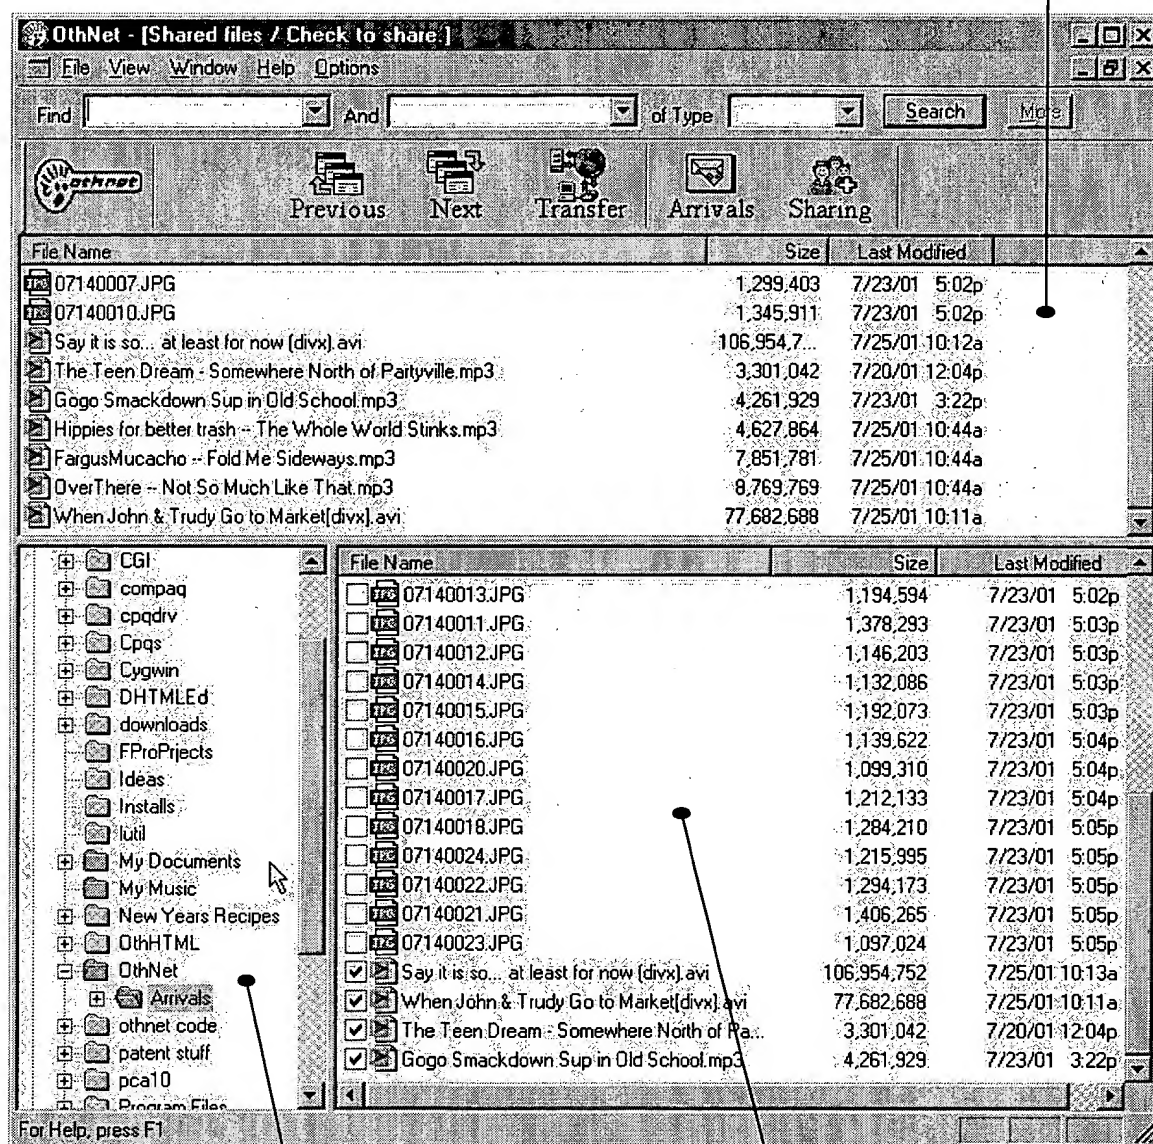 OthNet - [Shared files / Check to share ]
File View Window Help Options
Find And of Type Search More
othnet Previous Next Transfer Arrivals Sharing
File Name Size Last Modified
07140007.JPG 1,299,403 7/23/01 5:02p
07140010.JPG 1,345,911 7/23/01 5:02p
Say it is so... at least for now (divx).avi 106,954,7... 7/25/01 10:12a
The Teen Dream - Somewhere North of Partyville.mp3 3,301,042 7/20/01 12:04p
Gogo Smackdown Sup in Old School.mp3 4,261,929 7/23/01 3:22p
Hippies for better trash -- The Whole World Stinks.mp3 4,627,864 7/25/01 10:44a
FargusMucacho -- Fold Me Sideways.mp3 7,851,781 7/25/01 10:44a
OverThere -- Not So Much Like That.mp3 8,769,769 7/25/01 10:44a
When John & Trudy Go to Market[divx].avi 77,682,688 7/25/01 10:11a
CGI
compaq
cpqdrv
Cpqs
Cygwin
DHTMLEd
downloads
FProPrjects
Ideas
Installs
lutil
My Documents
My Music
New Years Recipes
OthHTML
OthNet
Arrivals
othnet code
patent stuff
pca10
Program Files
File Name Size Last Modified
07140013.JPG 1,194,594 7/23/01 5:02p
07140011.JPG 1,378,293 7/23/01 5:03p
07140012.JPG 1,146,203 7/23/01 5:03p
07140014.JPG 1,132,086 7/23/01 5:03p
07140015.JPG 1,192,073 7/23/01 5:03p
07140016.JPG 1,139,622 7/23/01 5:04p
07140020.JPG 1,099,310 7/23/01 5:04p
07140017.JPG 1,212,133 7/23/01 5:04p
07140018.JPG 1,284,210 7/23/01 5:05p
07140024.JPG 1,215,995 7/23/01 5:05p
07140022.JPG 1,294,173 7/23/01 5:05p
07140021.JPG 1,406,265 7/23/01 5:05p
07140023.JPG 1,097,024 7/23/01 5:05p
Say it is so... at least for now (divx).avi 106,954,752 7/25/01 10:13a
When John & Trudy Go to Market[divx].avi 77,682,688 7/25/01 10:11a
The Teen Dream - Somewhere North of Pa... 3,301,042 7/20/01 12:04p
Gogo Smackdown Sup in Old School.mp3 4,261,929 7/23/01 3:22p
For Help, press F1